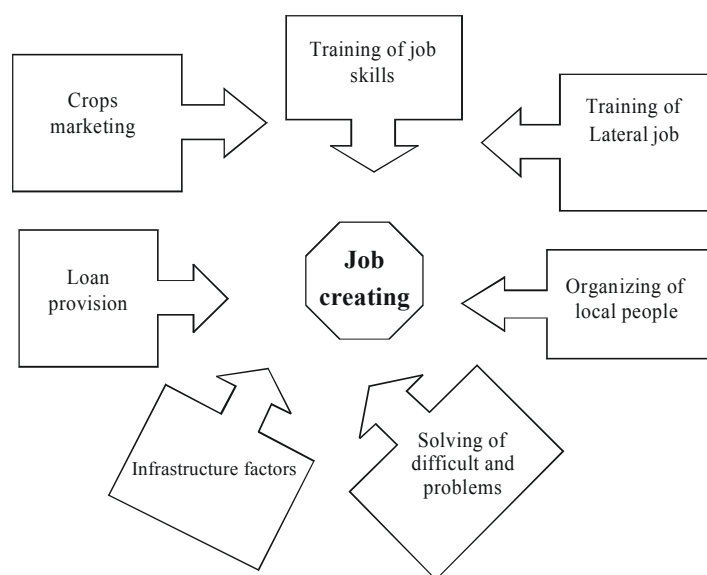 Training of job
skills
Crops
marketing
Training of
Lateral job
Job
creating
Loan
provision
Organizing of
local people
Infrastructure factors
Solving of
difficult and
problems